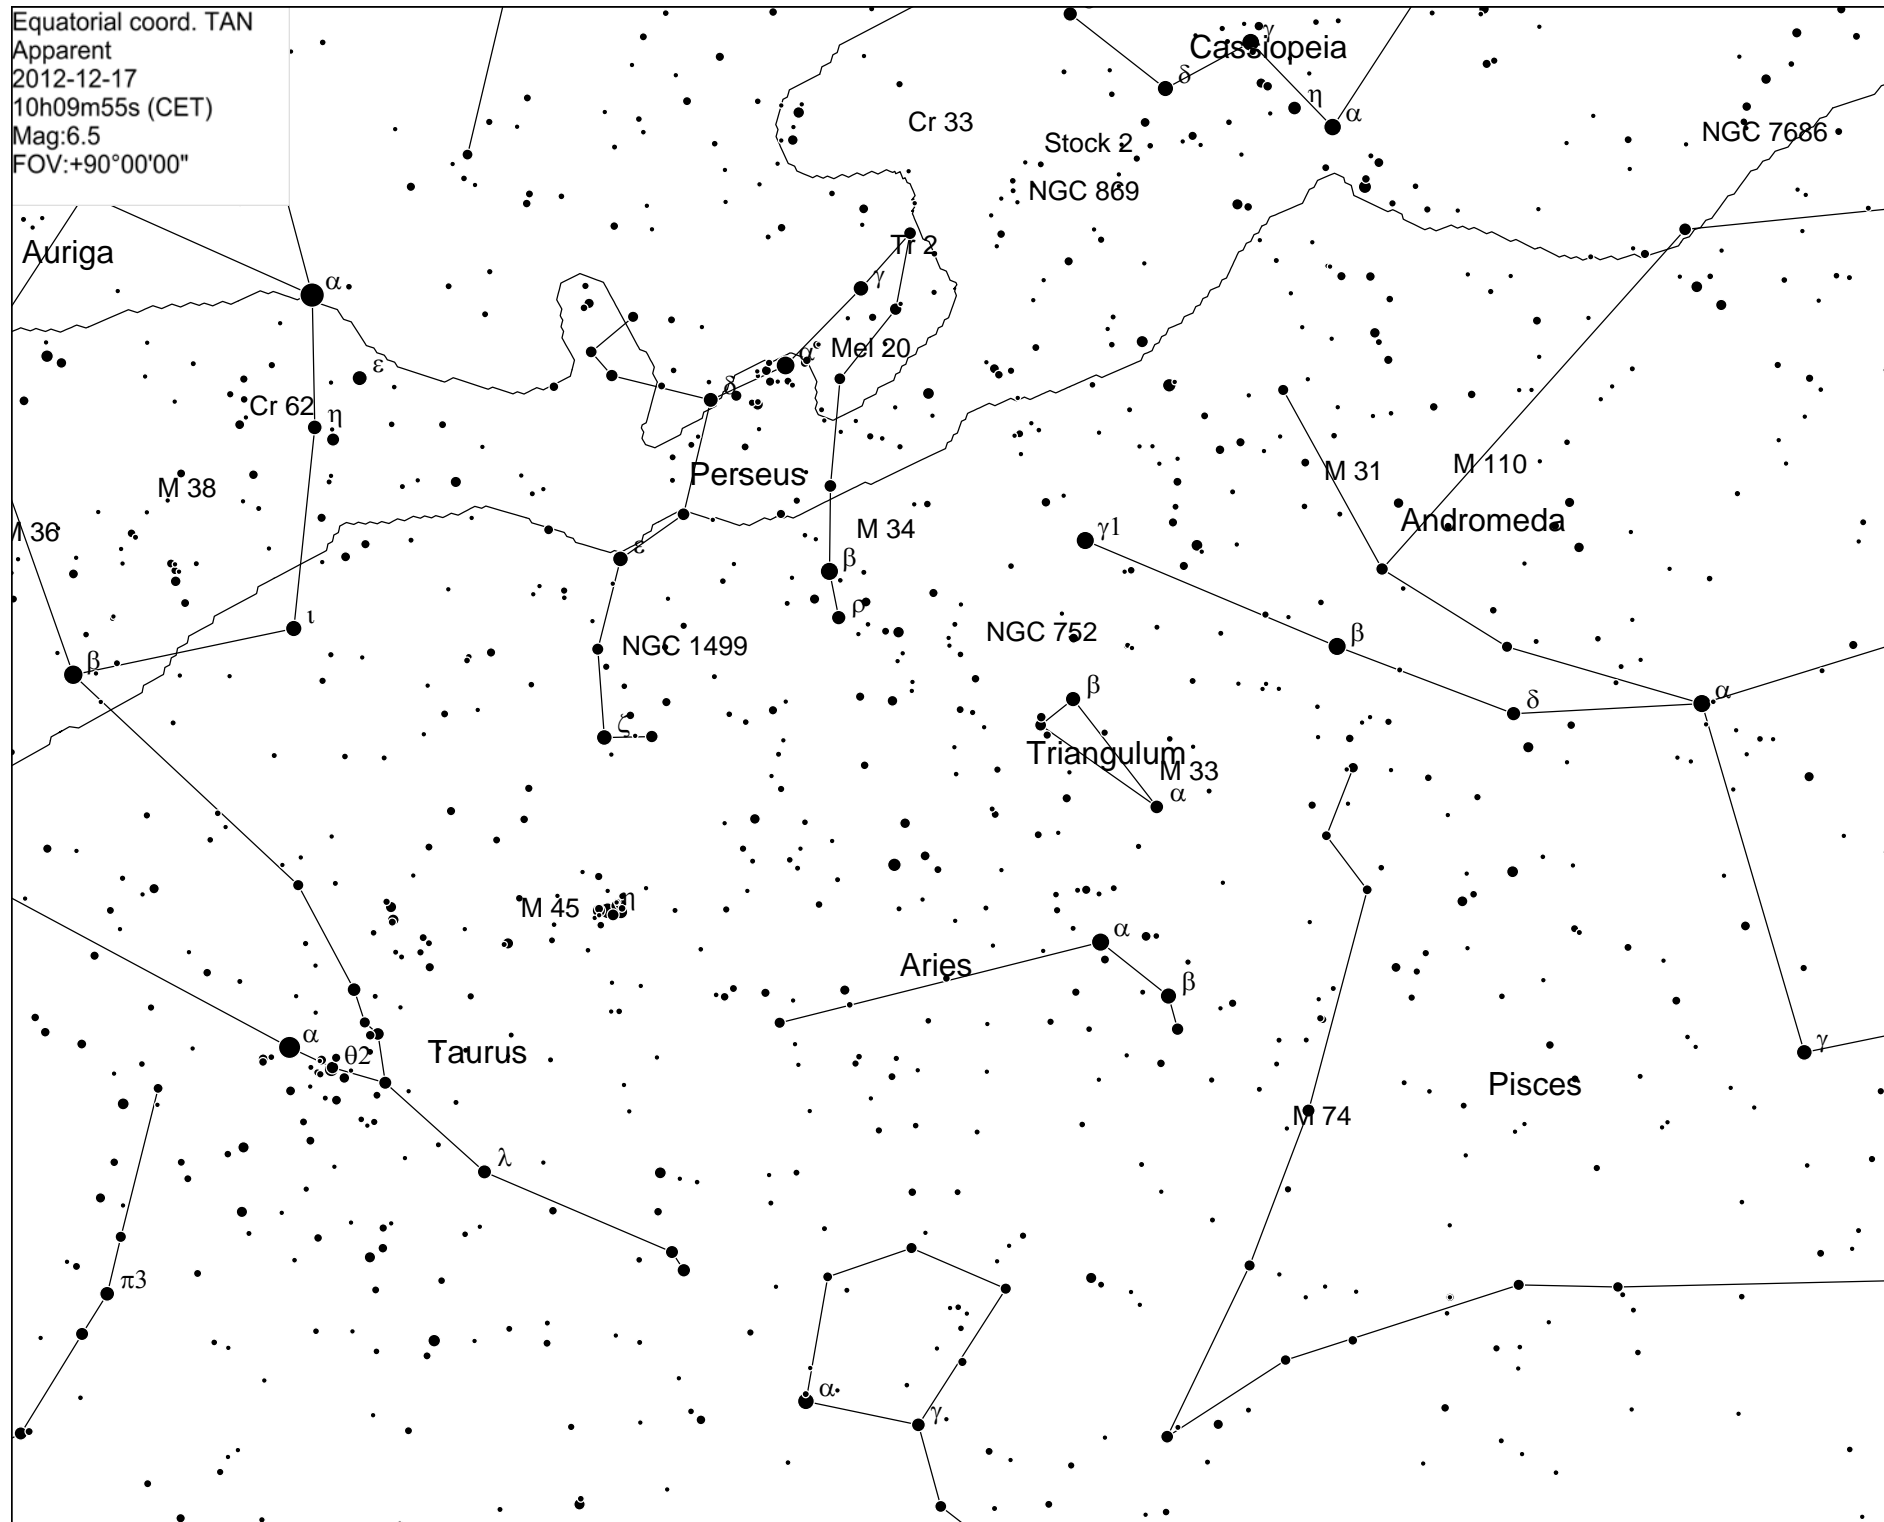 Equatorial coord. TAN
Apparent
2012-12-17
10h09m55s (CET)
Mag:6.5
FOV:+90°00'00"
γ
Cassiopeia
δ
η
α
Cr 33
Stock 2
NGC 7686
NGC 869
Auriga
Tr 2
α
γ
Mel 20
α
ε
δ
Cr 62
η
Perseus
M 31
M 110
M 38
M 36
M 34
γ1
Andromeda
ε
β
ρ
ι
NGC 1499
NGC 752
β
β
β
α
δ
ζ
Triangulum
M 33
α
M 45
η
α
Aries
β
α
θ2
Taurus
γ
Pisces
M 74
λ
π3
α
γ